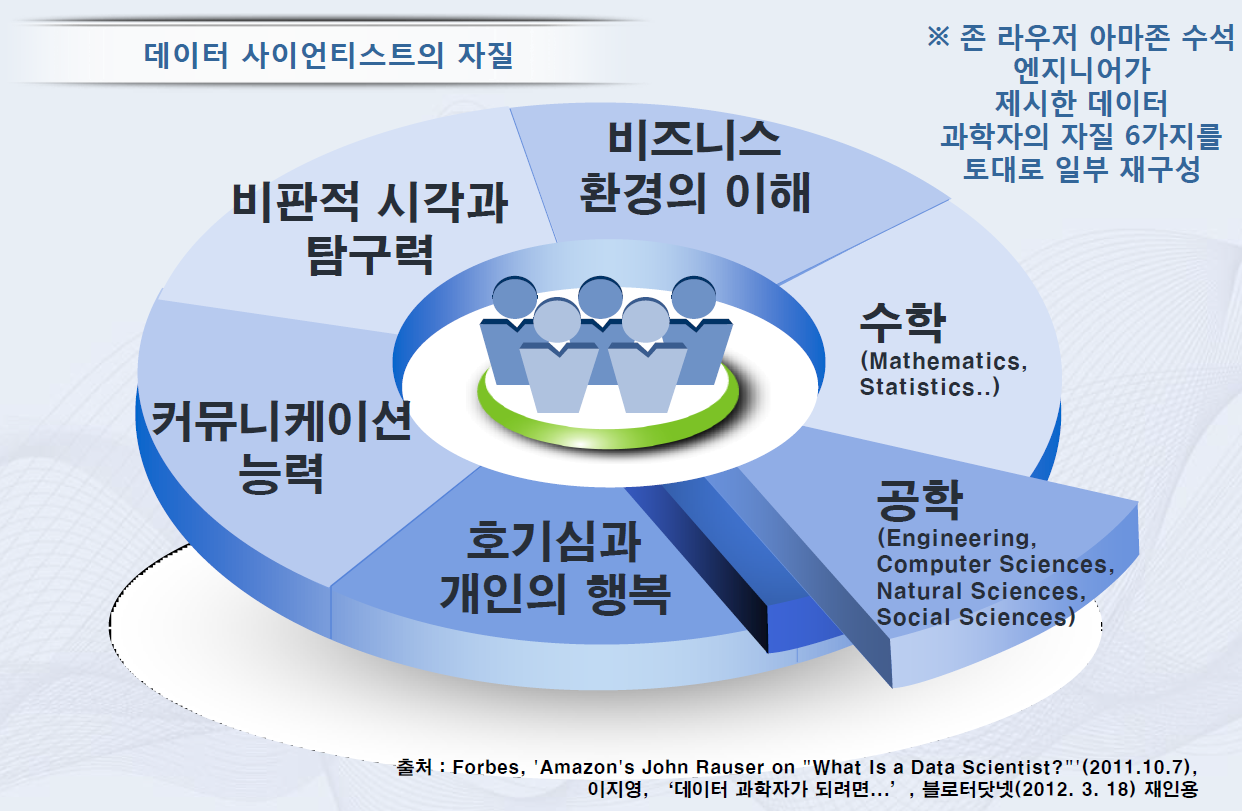 데이터 사이언티스트의 자질
※ 존 라우저 아마존 수석
엔지니어가
제시한 데이터
과학자의 자질 6가지를
토대로 일부 재구성
비즈니스
환경의 이해
비판적 시각과
탐구력
수학
(Mathematics,
Statistics..)
커뮤니케이션
능력
공학
(Engineering,
Computer Sciences,
Natural Sciences,
Social Sciences)
호기심과
개인의 행복
출처 : Forbes, 'Amazon's John Rauser on "What Is a Data Scientist?"'(2011.10.7),
이지영, ‘데이터 과학자가 되려면...’, 블로터닷넷(2012. 3. 18) 재인용